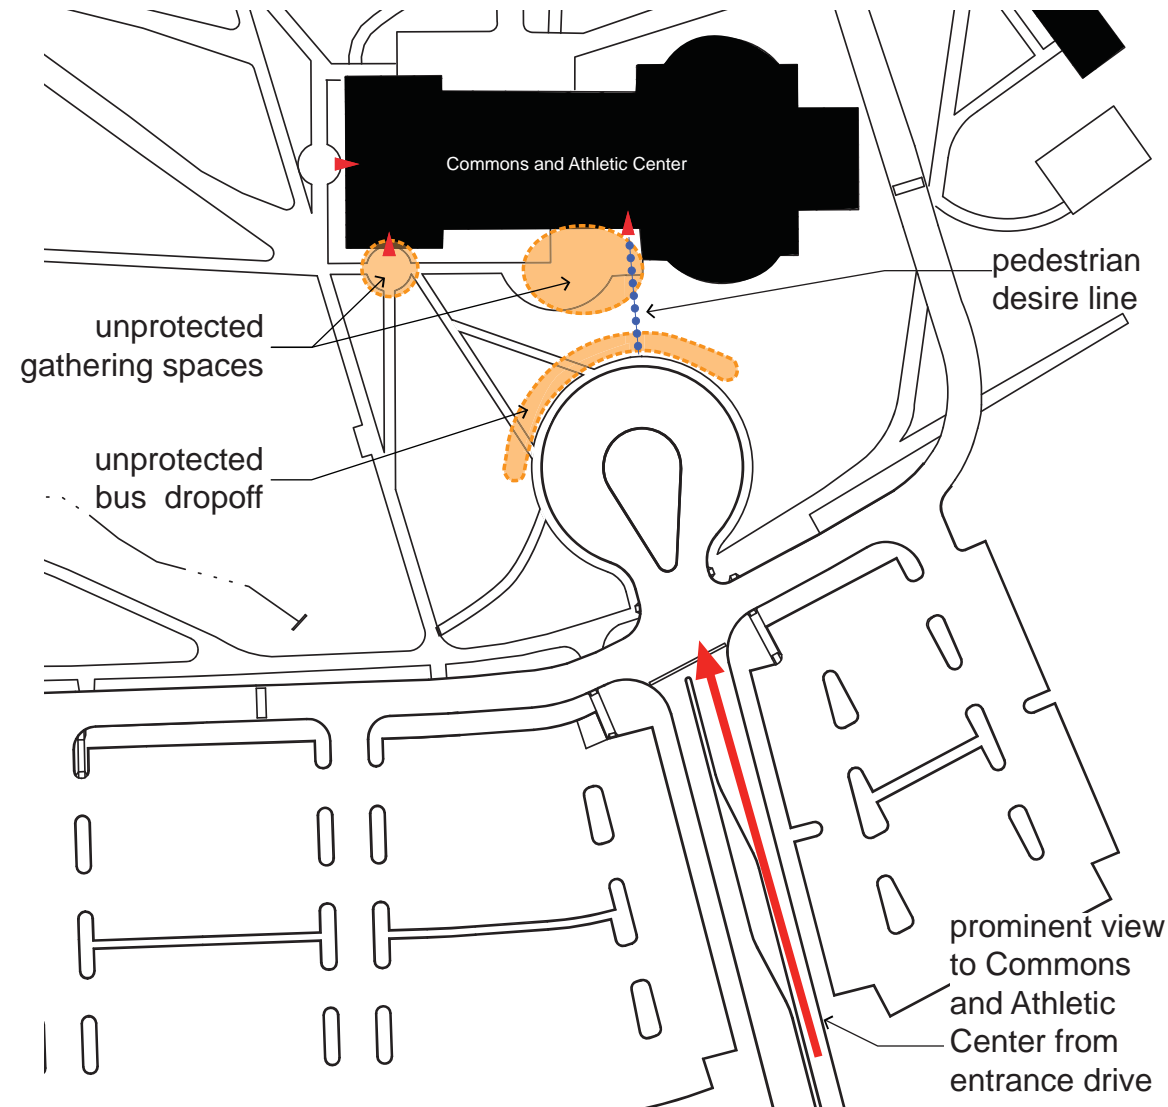 Commons and Athletic Center
pedestrian
desire line
unprotected
gathering spaces
unprotected
bus dropoff
prominent view
to Commons
and Athletic
Center from
entrance drive